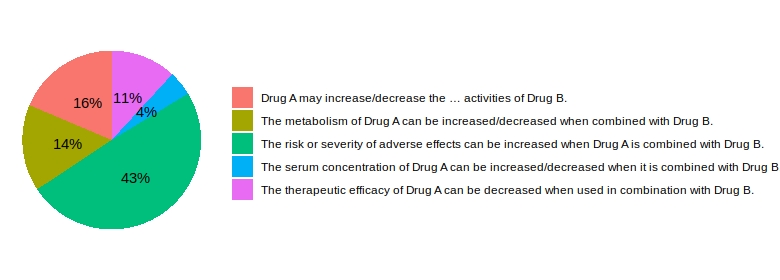 16%
11%
4%
14%
43%
Drug A may increase/decrease the … activities of Drug B.
The metabolism of Drug A can be increased/decreased when combined with Drug B.
The risk or severity of adverse effects can be increased when Drug A is combined with Drug B.
The serum concentration of Drug A can be increased/decreased when it is combined with Drug B
The therapeutic efficacy of Drug A can be decreased when used in combination with Drug B.